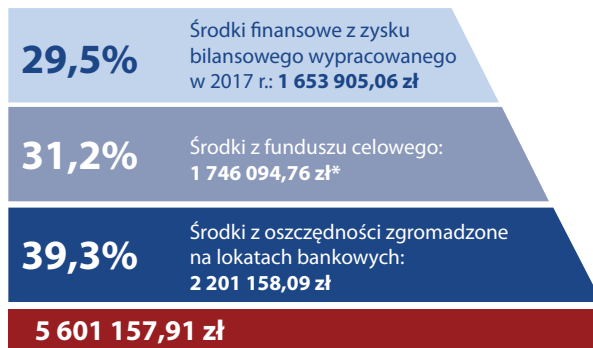 29,5%
Środki finansowe z zysku
bilansowego wypracowanego
w 2017 r.: 1 653 905,06 zł
31,2%
Środki z funduszu celowego:
1 746 094,76 zł*
39,3%
Środki z oszczędności zgromadzone
na lokatach bankowych:
2 201 158,09 zł
5 601 157,91 zł